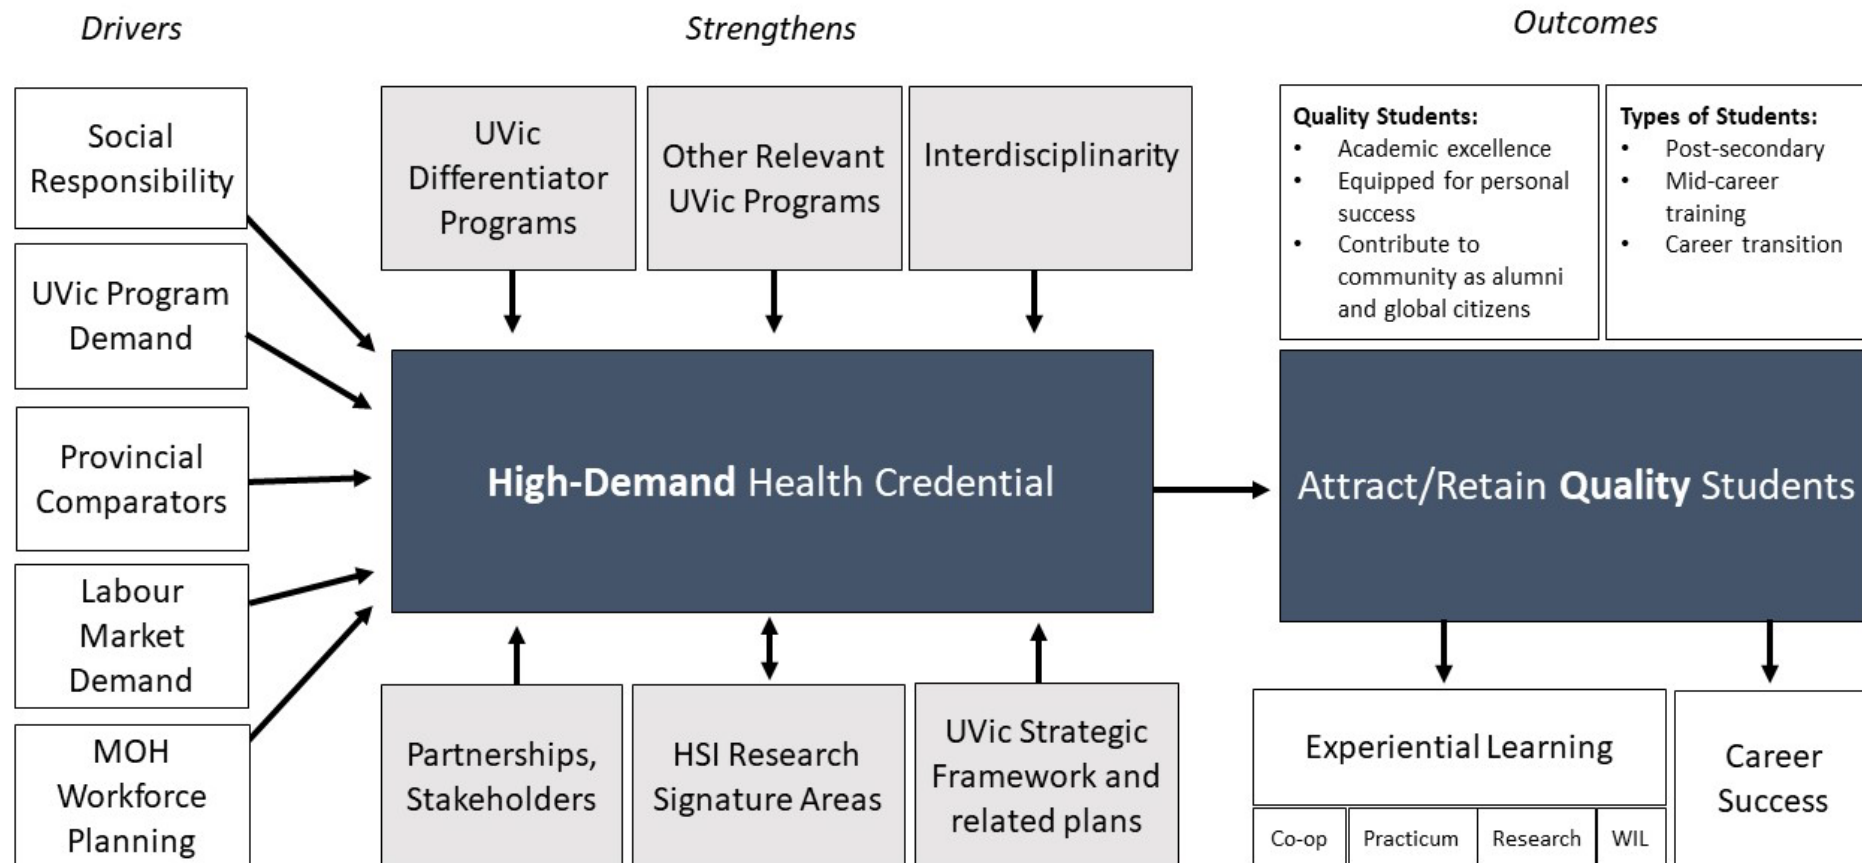 Drivers
Strengthens
Outcomes
Social
Responsibility
UVic Program
Demand
Provincial
Comparators
Labour
Market
Demand
MOH
Workforce
Planning
UVic
Differentiator
Programs
Other Relevant
UVic Programs
Interdisciplinarity
High-Demand Health Credential
Partnerships,
Stakeholders
HSI Research
Signature Areas
UVic Strategic
Framework and
related plans
Quality Students:
• Academic excellence
• Equipped for personal
success
• Contribute to
community as alumni
and global citizens
Types of Students:
• Post-secondary
• Mid-career
training
• Career transition
Attract/Retain Quality Students
Experiential Learning
Co-op
Practicum
Research
WIL
Career
Success